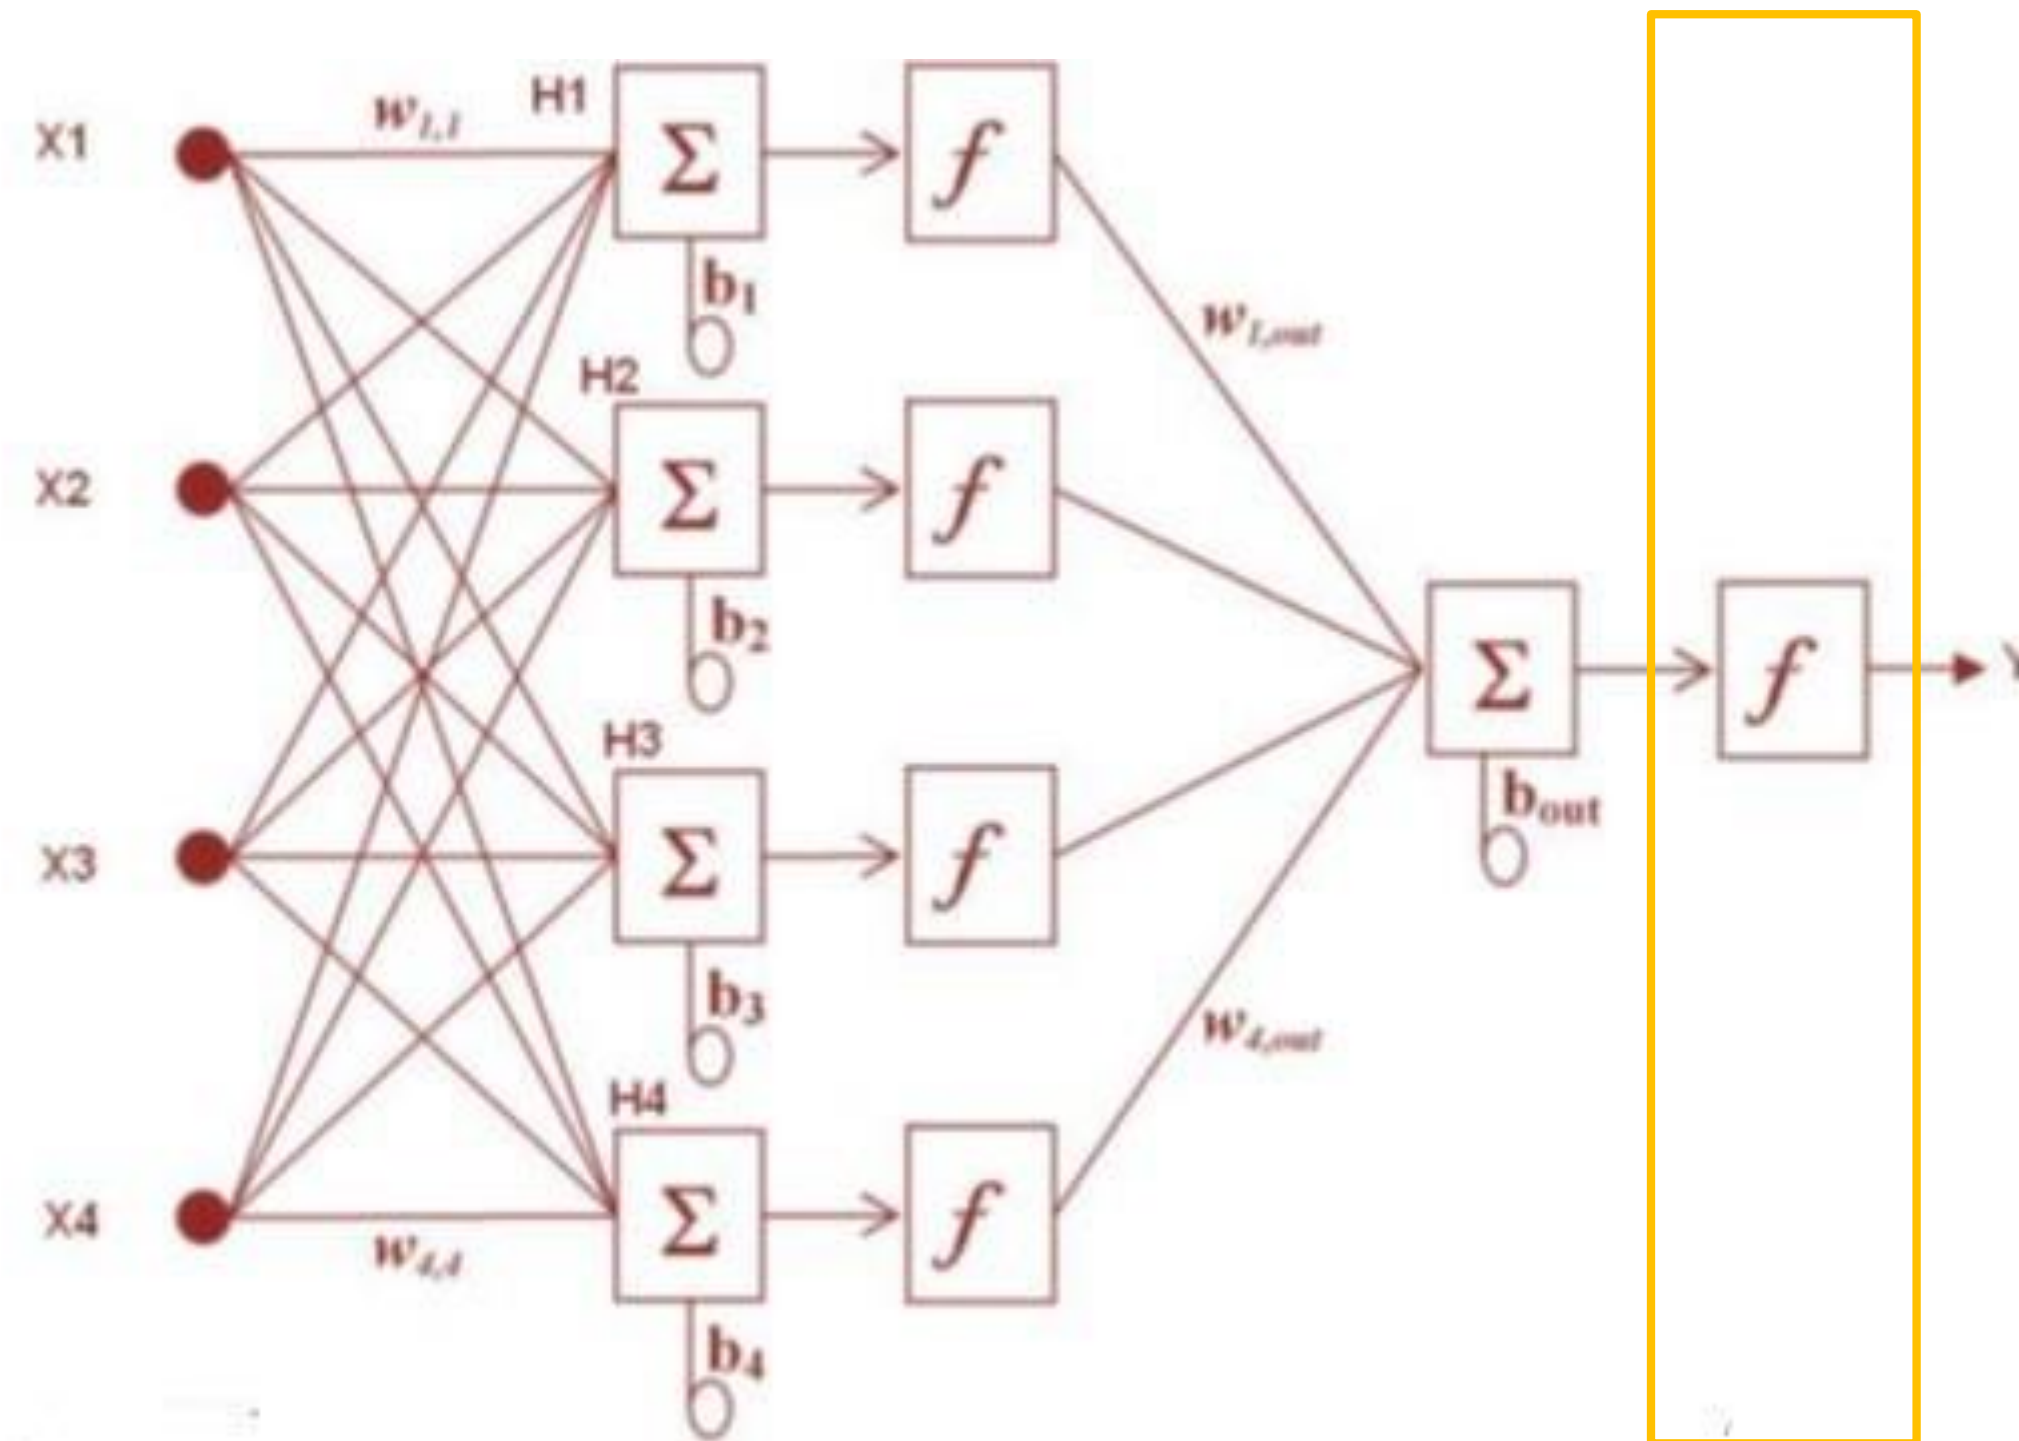 X1
w1,1
H1
Σ
f
b1
w1,out
H2
X2
Σ
f
b2
Σ
f
Y
bout
H3
X3
Σ
f
b3
w4,out
H4
X4
w4,4
Σ
f
b4